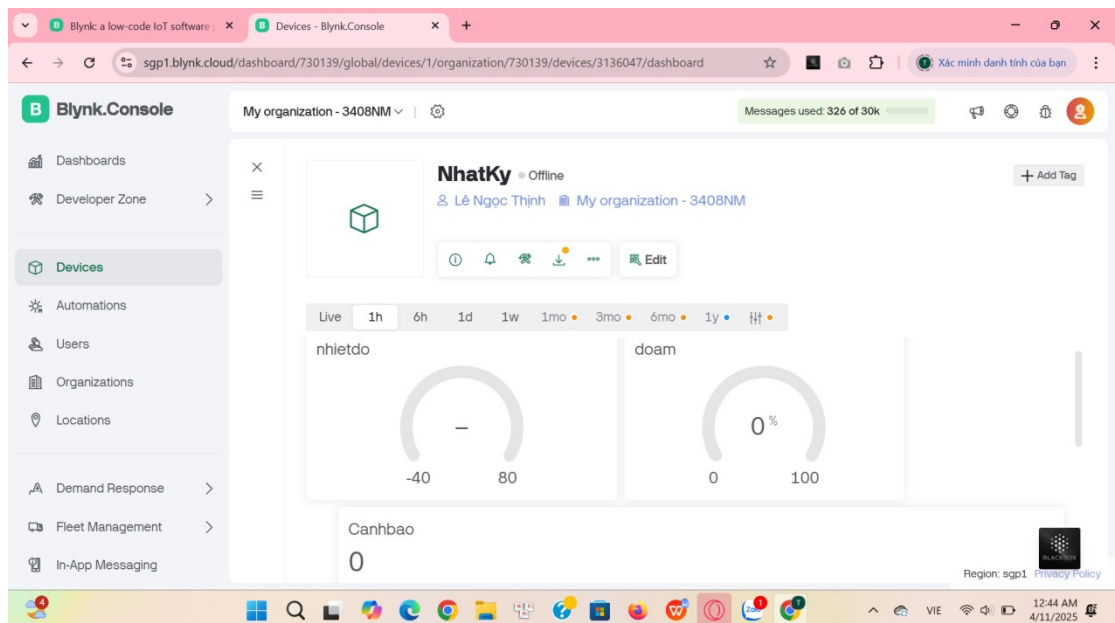 Blynk: a low-code IoT software
Devices - Blynk.Console
sgp1.blynk.cloud/dashboard/730139/global/devices/1/organization/730139/devices/3136047/dashboard
Xác minh danh tính của bạn
B Blynk.Console
My organization - 3408NM
Messages used: 326 of 30k
Dashboards
Developer Zone
Devices
Automations
Users
Organizations
Locations
Demand Response
Fleet Management
In-App Messaging
NhatKy
Offline
+ Add Tag
Lê Ngọc Thịnh My organization - 3408NM
Edit
Live 1h 6h 1d 1w 1mo 3mo 6mo 1y
nhietdo doam
– 0 %
-40 80 0 100
Canhbao
0
BLACKBOX
Region: sgp1 Privacy Policy
4
Zalo 1
VIE
12:44 AM
4/11/2025